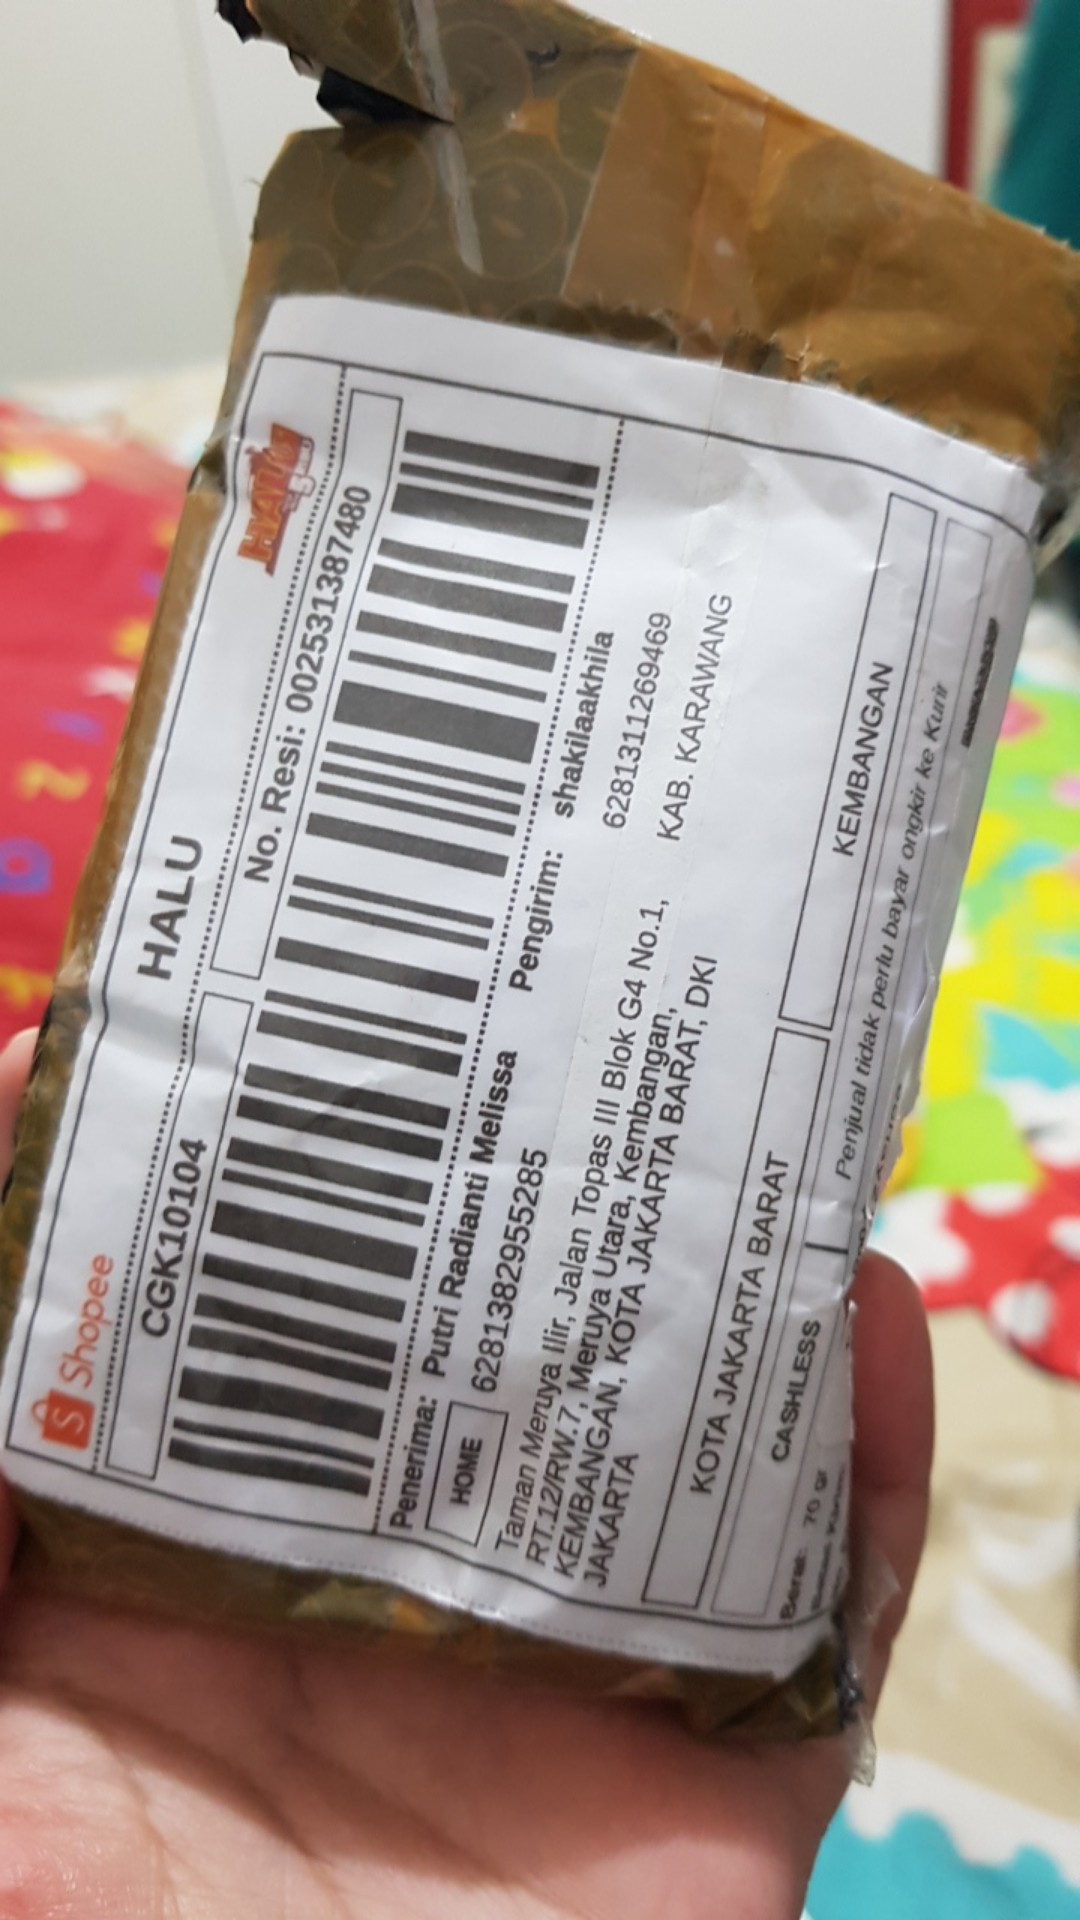 Shopee
HALU
CGK10104
No. Resi: 002531387480
Penerima: Putri Radianti Melissa
HOME
6281382955285
Taman Meruya Ilir, Jalan Topas III Blok G4 No.1,
RT.12/RW.7, Meruya Utara, Kembangan,
KEMBANGAN, KOTA JAKARTA BARAT, DKI
JAKARTA
Pengirim: shakilaakhila
6281311269469
KAB. KARAWANG
KOTA JAKARTA BARAT
KEMBANGAN
CASHLESS
Penjual tidak perlu bayar ongkir ke Kurir
Berat: 70 gr